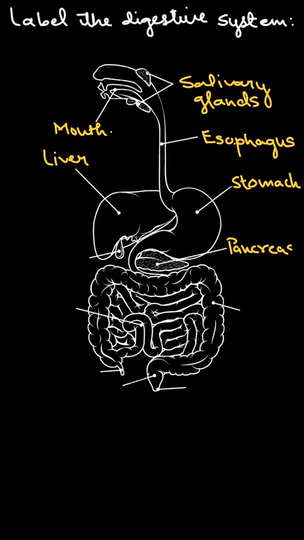 Label The digestive system:
Salivary
glands
Mouth.
Esophagus
Liver
Stomach
Pancreas